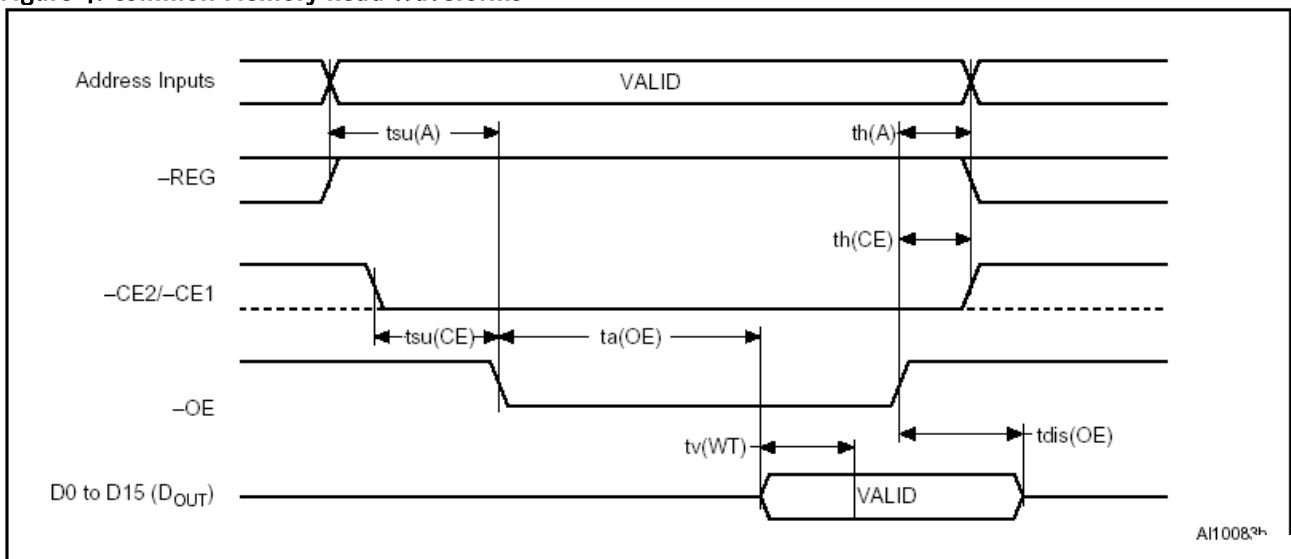 Address Inputs
VALID
tsu(A)
th(A)
–REG
th(CE)
–CE2/–CE1
tsu(CE)
ta(OE)
–OE
tv(WT)
tdis(OE)
D0 to D15 (DOUT)
VALID